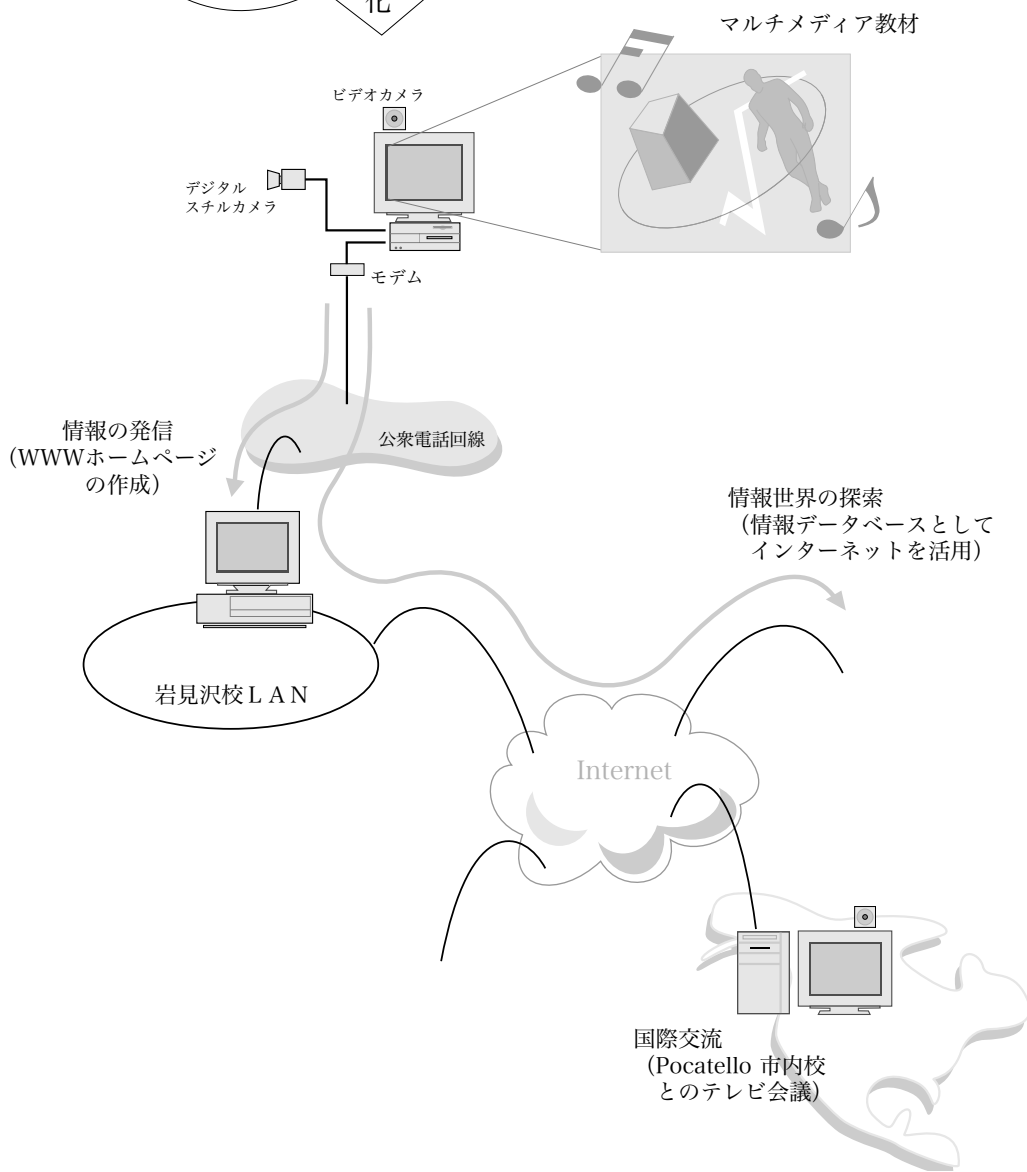 化
マルチメディア教材
ビデオカメラ
デジタル
スチルカメラ
モデム
情報の発信
(WWWホームページ
の作成)
公衆電話回線
情報世界の探索
(情報データベースとして
インターネットを活用)
岩見沢校ＬＡＮ
Internet
国際交流
(Pocatello 市内校
とのテレビ会議)